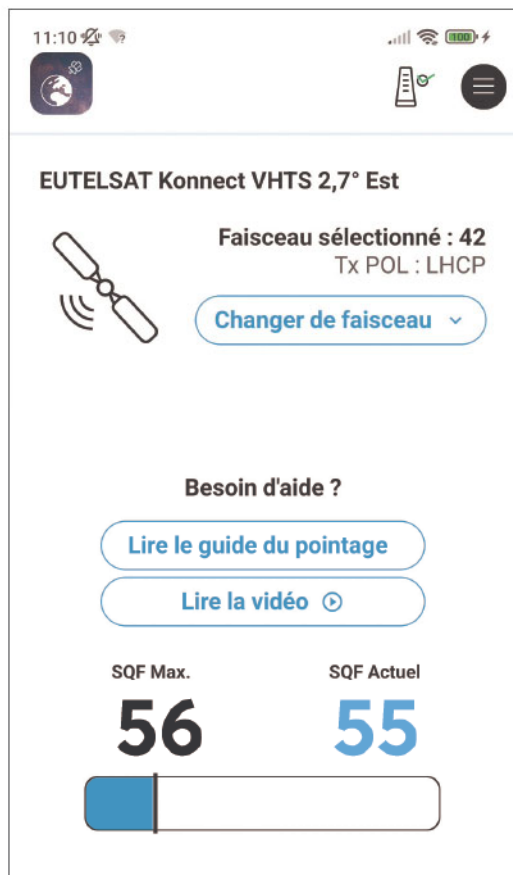 11:10
100
EUTELSAT Konnect VHTS 2,7° Est
Faisceau sélectionné : 42
Tx POL : LHCP
Changer de faisceau
Besoin d'aide ?
Lire le guide du pointage
Lire la vidéo
SQF Max. SQF Actuel
56 55